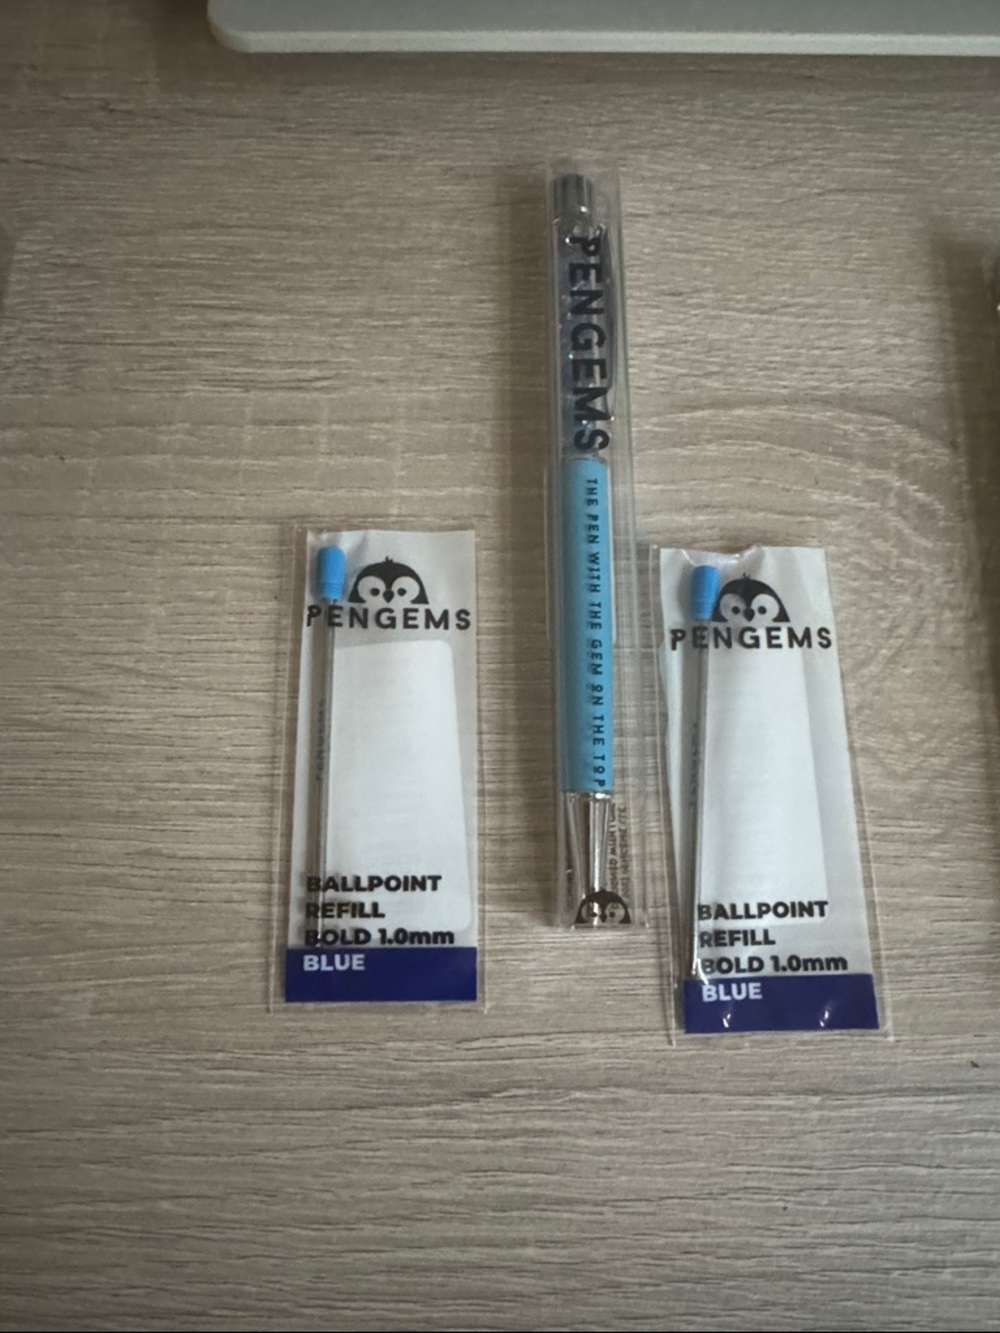 PENGEMS
THE PEN WITH THE GEM ON THE TOP
PENGEMS
BALLPOINT
REFILL
BOLD 1.0mm
BLUE
PENGEMS
BALLPOINT
REFILL
BOLD 1.0mm
BLUE